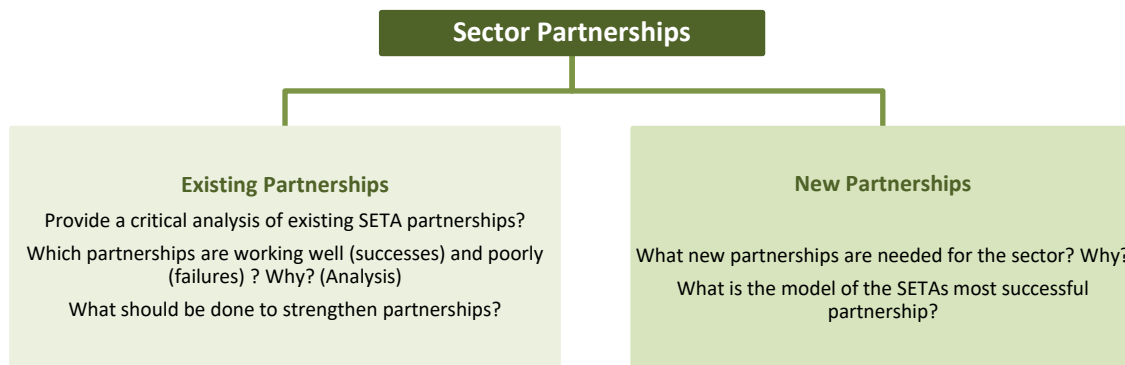 Sector Partnerships
Existing Partnerships
Provide a critical analysis of existing SETA partnerships?
Which partnerships are working well (successes) and poorly
(failures) ? Why? (Analysis)
What should be done to strengthen partnerships?
New Partnerships
What new partnerships are needed for the sector? Why?
What is the model of the SETAs most successful
partnership?